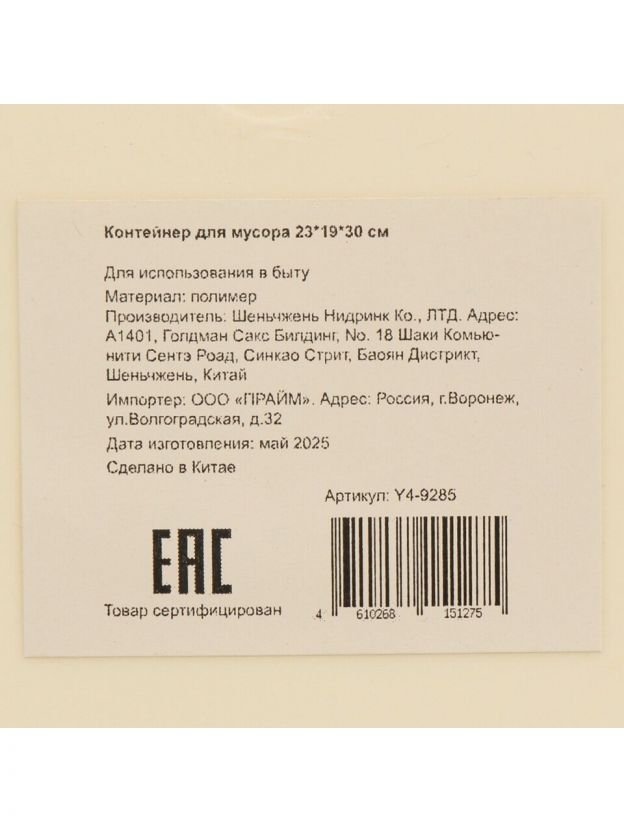 Контейнер для мусора 23*19*30 см
Для использования в быту
Материал: полимер
Производитель: Шеньчжень Нидринк Ко., ЛТД. Адрес:
А1401, Голдман Сакс Билдинг, No. 18 Шаки Комью-
нити Сентэ Роад, Синкао Стрит, Баоян Дистрикт,
Шеньчжень, Китай
Импортер: ООО «ПРАЙМ». Адрес: Россия, г.Воронеж,
ул.Волгоградская, д.32
Дата изготовления: май 2025
Сделано в Китае
Артикул: Y4-9285
ЕАС
Товар сертифицирован
4 610268 151275